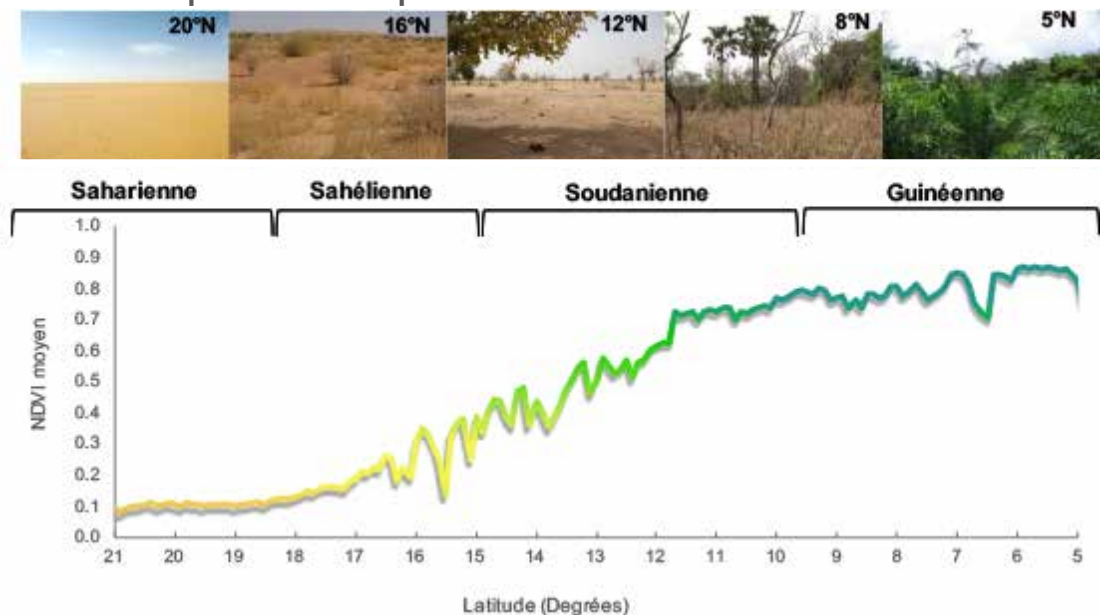 20°N 16°N 12°N 8°N 5°N
Saharienne Sahélienne Soudanienne Guinéenne
1.0
0.9
0.8
0.7
0.6
0.5
0.4
0.3
0.2
0.1
0.0
NDVI moyen
21 20 19 18 17 16 15 14 13 12 11 10 9 8 7 6 5
Latitude (Degrées)